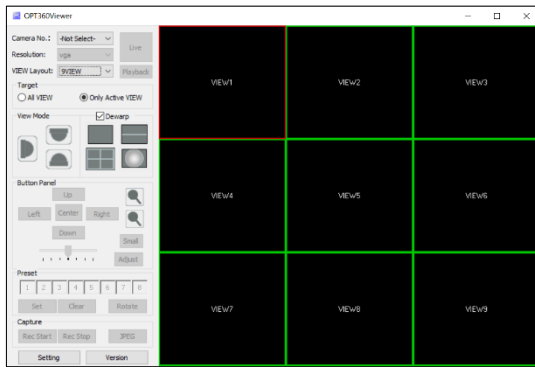 OPT360Viewer
Camera No.: -Not Select-
Live
Resolution: vga
VIEW Layout: 9VIEW Playback
Target
All VIEW Only Active VIEW
View Mode Dewarp
Button Panel
Up
Left Center Right
Down
Small
Adjust
Preset
1 2 3 4 5 6 7 8
Set Clear Rotate
Capture
Rec Start Rec Stop JPEG
Setting Version
VIEW1 VIEW2 VIEW3
VIEW4 VIEW5 VIEW6
VIEW7 VIEW8 VIEW9